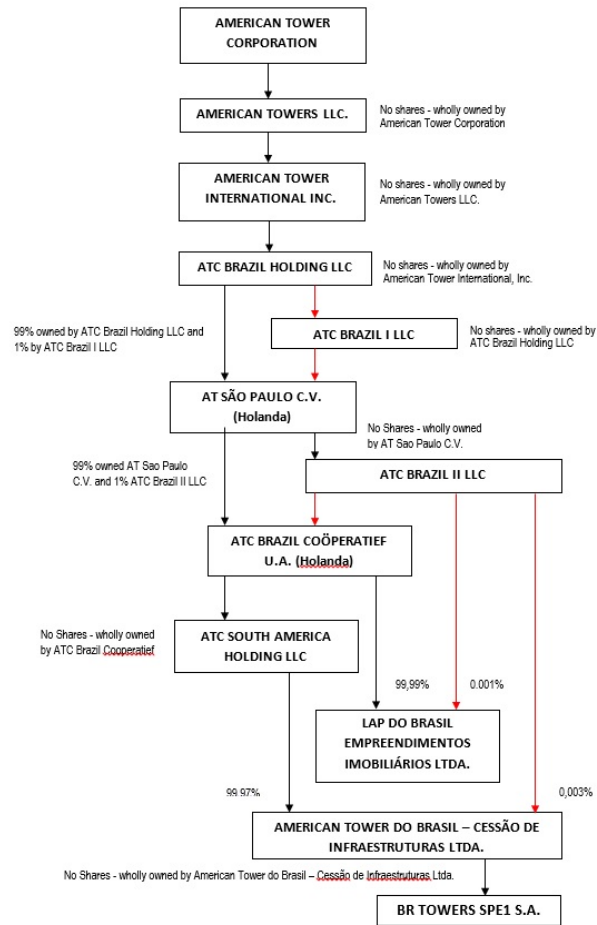 AMERICAN TOWER
CORPORATION
AMERICAN TOWERS LLC.
No shares - wholly owned by
American Tower Corporation
AMERICAN TOWER
INTERNATIONAL INC.
No shares - wholly owned by
American Towers LLC.
ATC BRAZIL HOLDING LLC
No shares - wholly owned by
American Tower International, Inc.
99% owned by ATC Brazil Holding LLC and
1% by ATC Brazil I LLC
ATC BRAZIL I LLC
No shares - wholly owned by
ATC Brazil Holding LLC
AT SÃO PAULO C.V.
(Holanda)
No Shares - wholly owned
by AT Sao Paulo C.V.
99% owned AT Sao Paulo
C.V. and 1% ATC Brazil II LLC
ATC BRAZIL II LLC
ATC BRAZIL COÖPERATIEF
U.A. (Holanda)
No Shares - wholly owned
by ATC Brazil Cooperatief
ATC SOUTH AMERICA
HOLDING LLC
99,99%
0.001%
LAP DO BRASIL
EMPREENDIMENTOS
IMOBILIÁRIOS LTDA.
99.97%
0,003%
AMERICAN TOWER DO BRASIL – CESSÃO DE
INFRAESTRUTURAS LTDA.
No Shares - wholly owned by American Tower do Brasil – Cessão de Infraestruturas Ltda.
BR TOWERS SPE1 S.A.